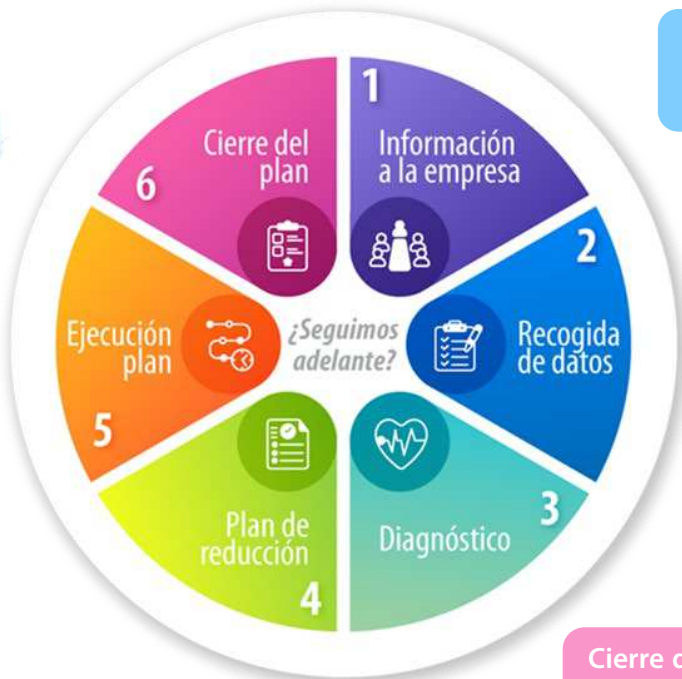 1
Información
a la empresa
2
Recogida
de datos
3
Diagnóstico
4
Plan de
reducción
5
Ejecución
plan
6
Cierre del
plan
¿Seguimos
adelante?
Cierre